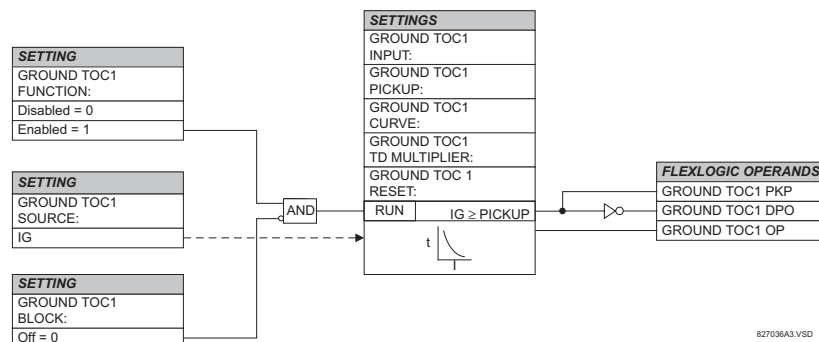 SETTING
GROUND TOC1
FUNCTION:
Disabled = 0
Enabled = 1
SETTING
GROUND TOC1
SOURCE:
IG
SETTING
GROUND TOC1
BLOCK:
Off = 0
AND
SETTINGS
GROUND TOC1
INPUT:
GROUND TOC1
PICKUP:
GROUND TOC1
CURVE:
GROUND TOC1
TD MULTIPLIER:
GROUND TOC 1
RESET:
RUN
IG ≥ PICKUP
t
I
FLEXLOGIC OPERANDS
GROUND TOC1 PKP
GROUND TOC1 DPO
GROUND TOC1 OP
827036A3.VSD